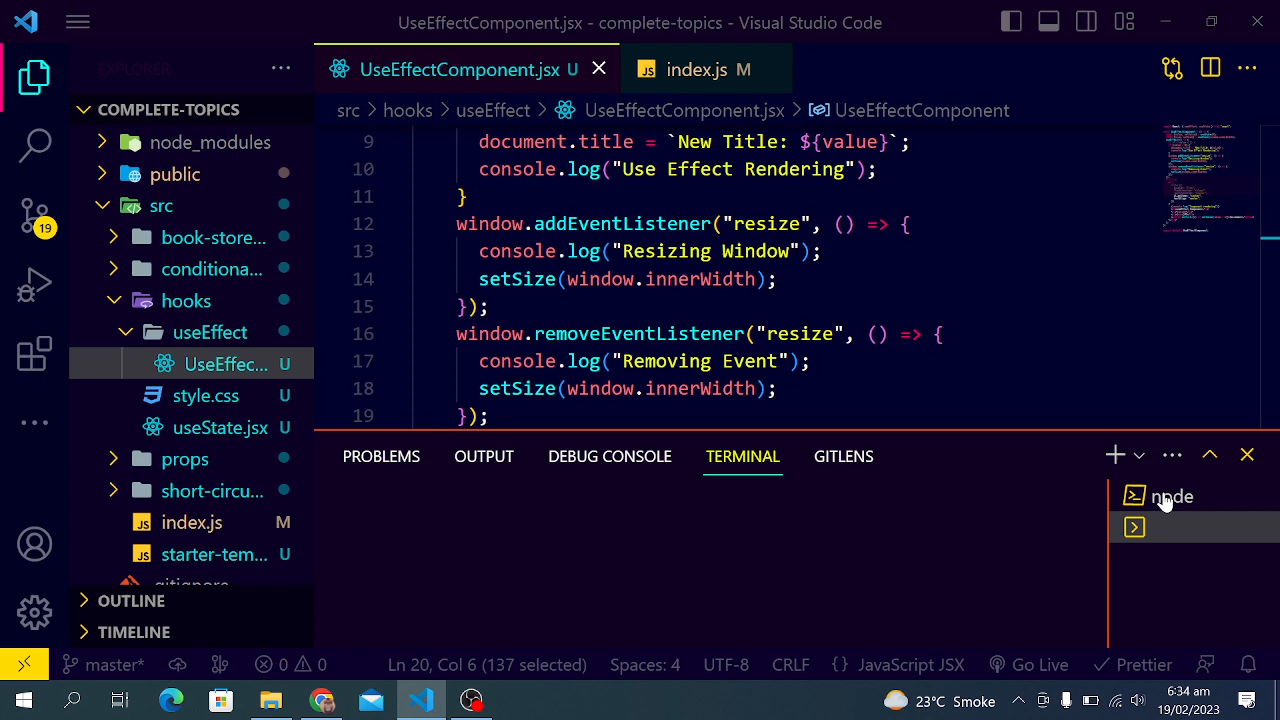 UseEffectComponent.jsx - complete-topics - Visual Studio Code
EXPLORER
UseEffectComponent.jsx U
JS index.js M
COMPLETE-TOPICS
src > hooks > useEffect > UseEffectComponent.jsx > UseEffectComponent
node_modules
public
src
book-store...
conditiona...
hooks
useEffect
UseEffec... U
style.css U
useState.jsx U
props
short-circu...
JS index.js M
JS starter-tem... U
.gitignore
OUTLINE
TIMELINE
19
9 document.title = `New Title: ${value}`;
10 console.log("Use Effect Rendering");
11 }
12 window.addEventListener("resize", () => {
13 console.log("Resizing Window");
14 setSize(window.innerWidth);
15 });
16 window.removeEventListener("resize", () => {
17 console.log("Removing Event");
18 setSize(window.innerWidth);
19 });
PROBLEMS OUTPUT DEBUG CONSOLE TERMINAL GITLENS
node
master* 0 0 Ln 20, Col 6 (137 selected) Spaces: 4 UTF-8 CRLF {} JavaScript JSX Go Live Prettier
23°C Smoke
6:34 am
19/02/2023